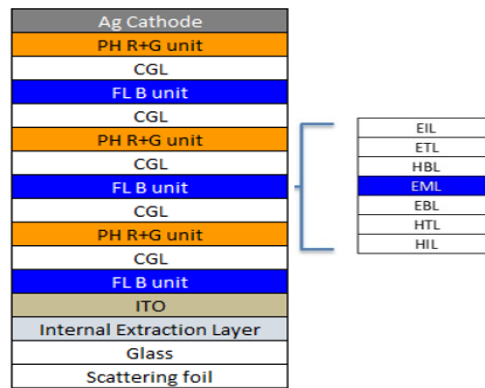 Ag Cathode
PH R+G unit
CGL
FL B unit
CGL
PH R+G unit
CGL
FL B unit
CGL
PH R+G unit
CGL
FL B unit
ITO
Internal Extraction Layer
Glass
Scattering foil
EIL
ETL
HBL
EML
EBL
HTL
HIL